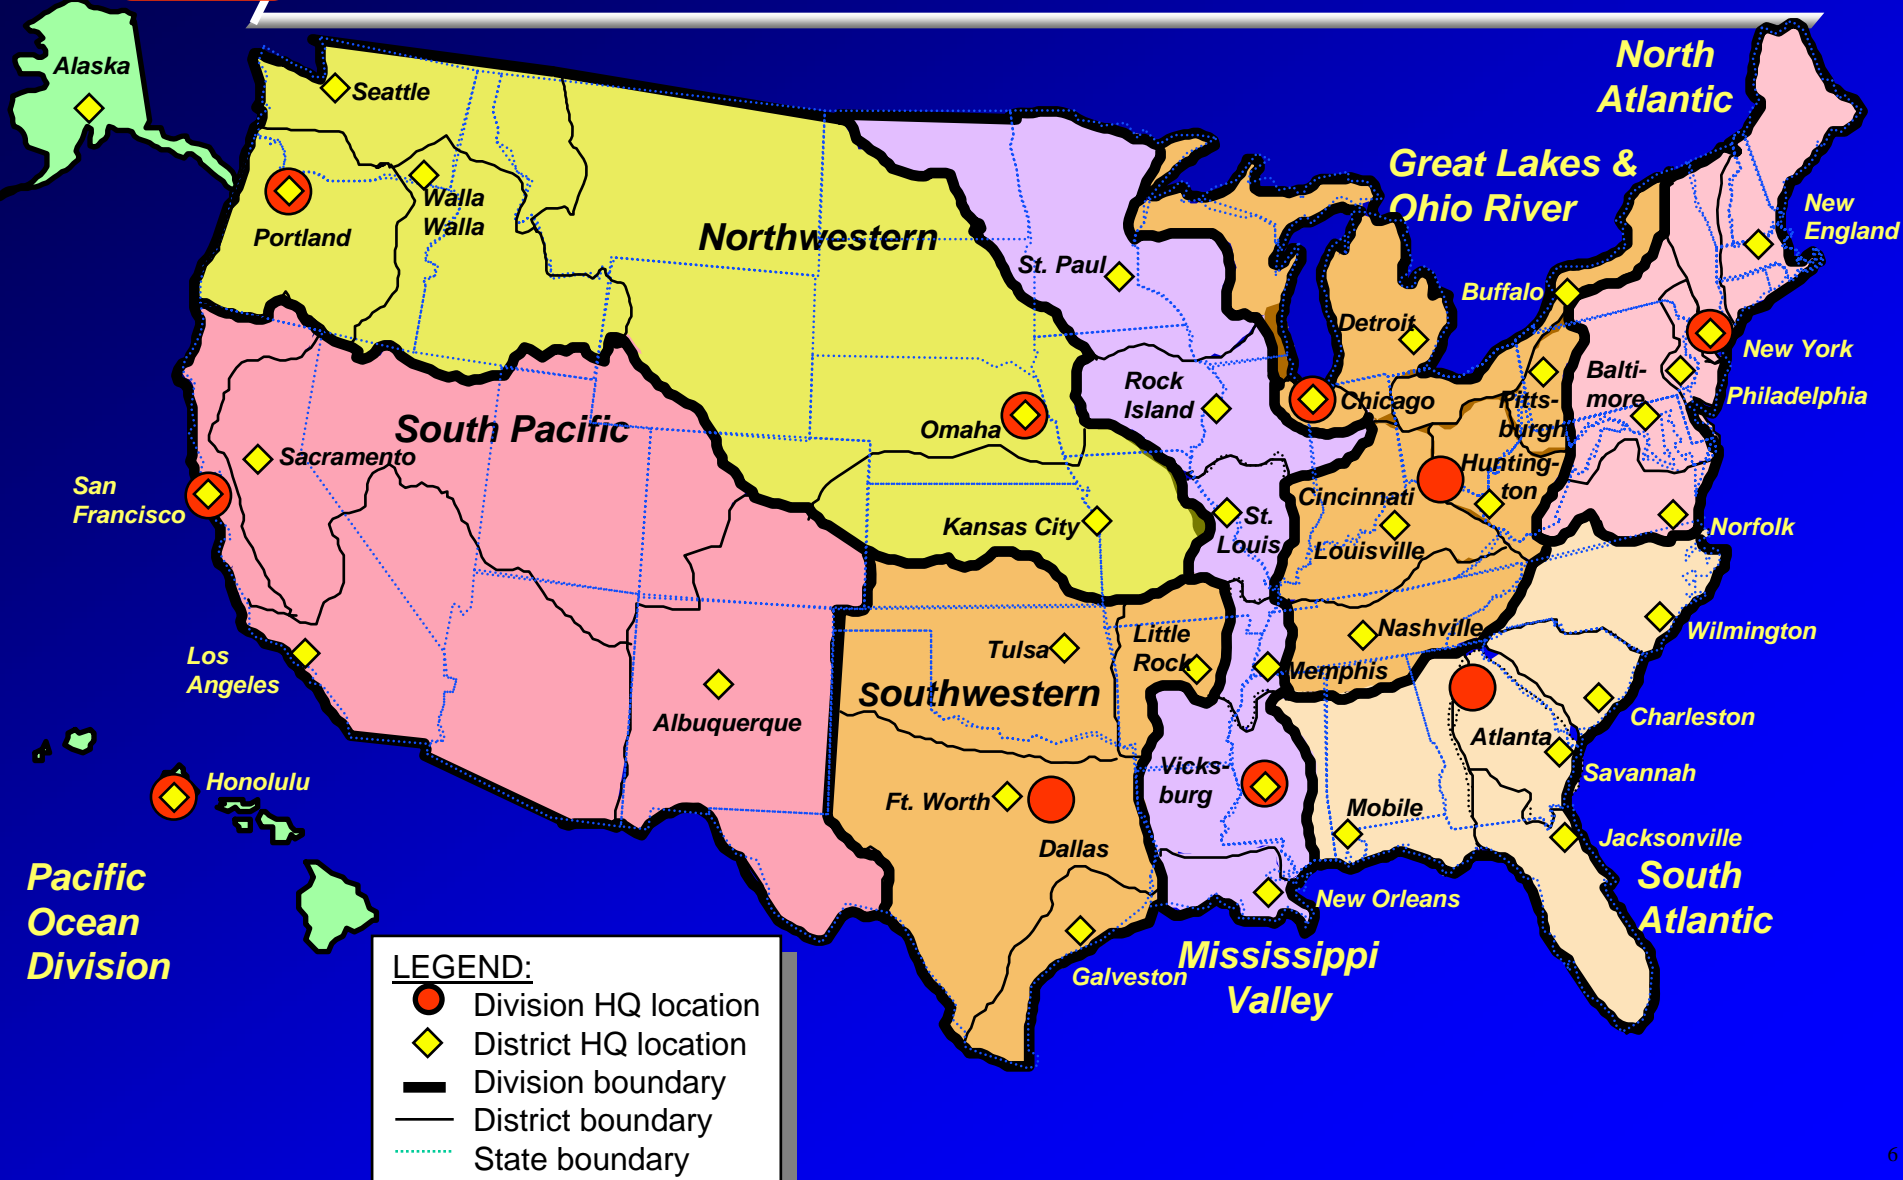 North
Atlantic
Alaska
Seattle
Great Lakes &
Ohio River
Walla
Walla
Portland
Northwestern
St. Paul
New
England
Buffalo
Detroit
New York
Balti-
more
Philadelphia
Rock
Island
Chicago
Pitts-
burgh
South Pacific
Omaha
Sacramento
Hunting-
ton
San
Francisco
Cincinnati
Kansas City
St.
Louis
Louisville
Norfolk
Los
Angeles
Tulsa
Little
Rock
Nashville
Wilmington
Memphis
Southwestern
Albuquerque
Charleston
Atlanta
Savannah
Honolulu
Vicks-
burg
Ft. Worth
Mobile
Dallas
Jacksonville
Pacific
Ocean
Division
South
Atlantic
New Orleans
Galveston
Mississippi
Valley
LEGEND:
Division HQ location
District HQ location
Division boundary
District boundary
State boundary
6